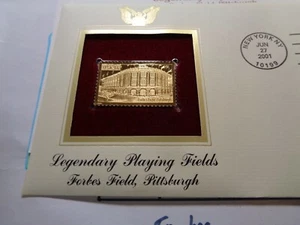 NEW YORK, NY
JUN
27
2001
10199
Legendary Playing Fields
Forbes Field, Pittsburgh